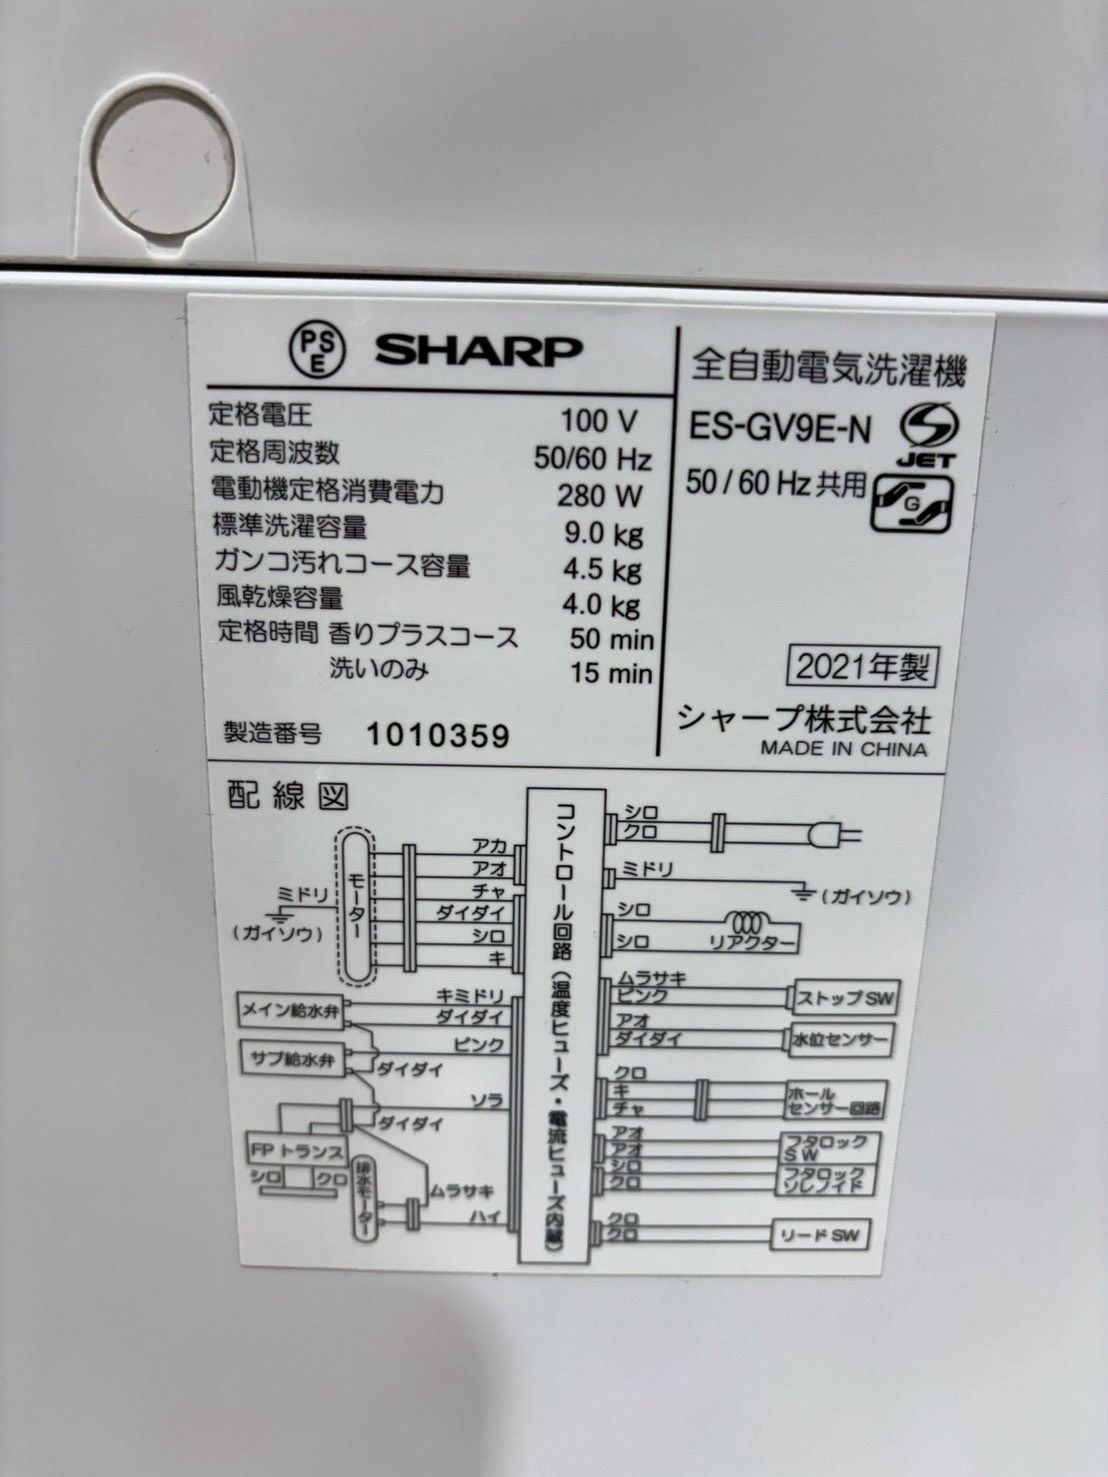 PSE SHARP
定格電圧 100 V
定格周波数 50/60 Hz
電動機定格消費電力 280 W
標準洗濯容量 9.0 kg
ガンコ汚れコース容量 4.5 kg
風乾燥容量 4.0 kg
定格時間 香りプラスコース 50 min
洗いのみ 15 min
製造番号 1010359
全自動電気洗濯機
ES-GV9E-N
JET
50/60 Hz 共用
G
2021年製
シャープ株式会社
MADE IN CHINA
配線図
モーター
ミドリ
(ガイソウ)
アカ
アオ
チャ
ダイダイ
シロ
キ
メイン給水弁
キミドリ
ダイダイ
サブ給水弁
ピンク
ダイダイ
ソラ
ダイダイ
FPトランス
シロ
クロ
排水モーター
ムラサキ
ハイ
コントロール回路(温度ヒューズ・電流ヒューズ内蔵)
シロ
クロ
ミドリ
(ガイソウ)
シロ
シロ
リアクター
ムラサキ
ピンク
ストップSW
アオ
ダイダイ
水位センサー
クロ
キ
チャ
ホール
センサー回路
アオ
アオ
フタロック
SW
シロ
クロ
フタロック
ソレノイド
クロ
クロ
リードSW